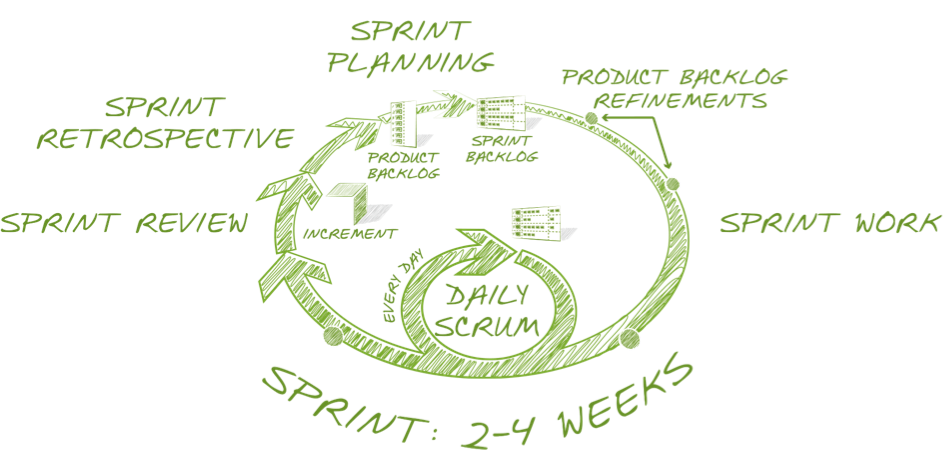 SPRINT
PLANNING
PRODUCT BACKLOG
REFINEMENTS
SPRINT
RETROSPECTIVE
PRODUCT
BACKLOG
SPRINT
BACKLOG
SPRINT REVIEW
INCREMENT
SPRINT WORK
EVERY DAY
DAILY
SCRUM
SPRINT: 2-4 WEEKS